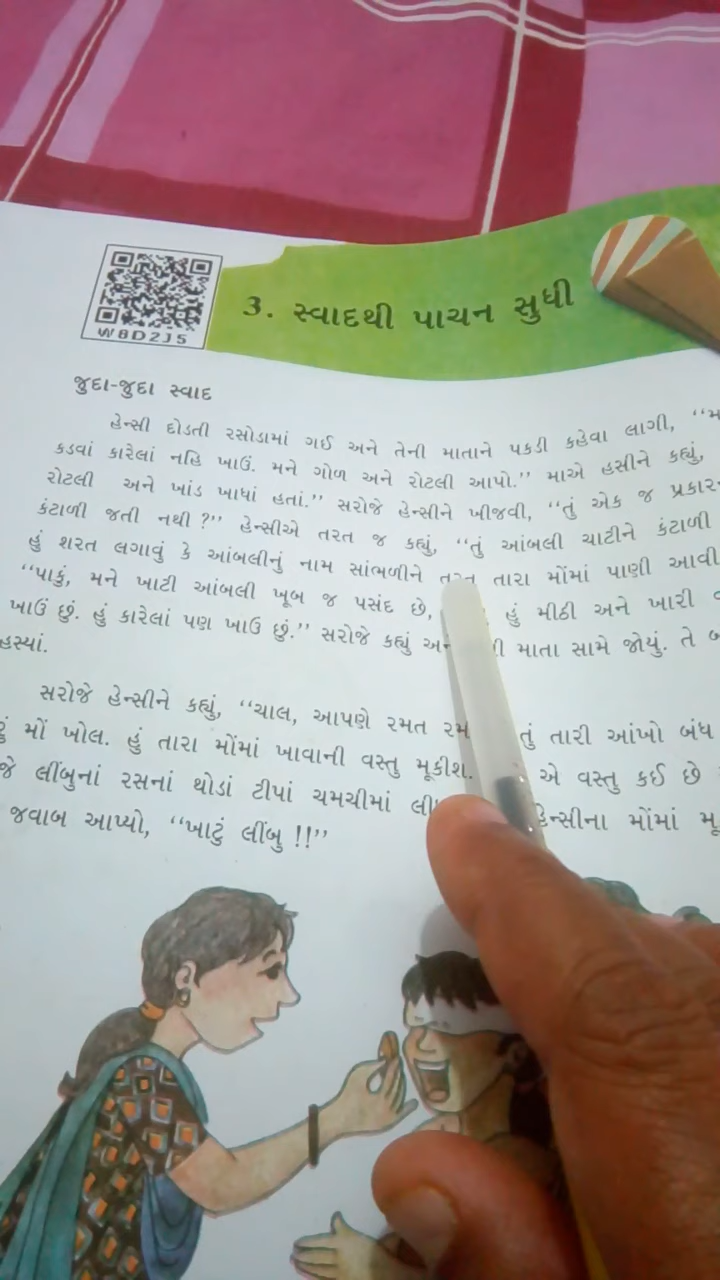 W8D2J5
3. સ્વાદથી પાચન સુધી
જુદા-જુદા સ્વાદ
હેન્સી દોડતી રસોડામાં ગઈ અને તેની માતાને પકડી કહેવા લાગી, “મ
કડવાં કારેલાં નહિ ખાઉં. મને ગોળ અને રોટલી આપો.” માએ હસીને કહ્યું,
રોટલી અને ખાંડ ખાધાં હતાં.” સરોજે હેન્સીને ખીજવી, “તું એક જ પ્રકાર
કંટાળી જતી નથી ?” હેન્સીએ તરત જ કહ્યું, “તું આંબલી ચાટીને કંટાળી
હું શરત લગાવું કે આંબલીનું નામ સાંભળીને તરત તારા મોંમાં પાણી આવી
“પાકું, મને ખાટી આંબલી ખૂબ જ પસંદ છે, હું મીઠી અને ખારી
ખાઉં છું. હું કારેલાં પણ ખાઉં છું.” સરોજે કહ્યું માતા સામે જોયું. તે
હસ્યાં.
સરોજે હેન્સીને કહ્યું, “ચાલ, આપણે રમત તું તારી આંખો બંધ
મોં ખોલ. હું તારા મોંમાં ખાવાની વસ્તુ મૂકીશ. એ વસ્તુ કઈ છે
લીંબુનાં રસનાં થોડાં ટીપાં ચમચીમાં હેન્સીના મોંમાં
જવાબ આપ્યો, “ખાટું લીંબુ !!”